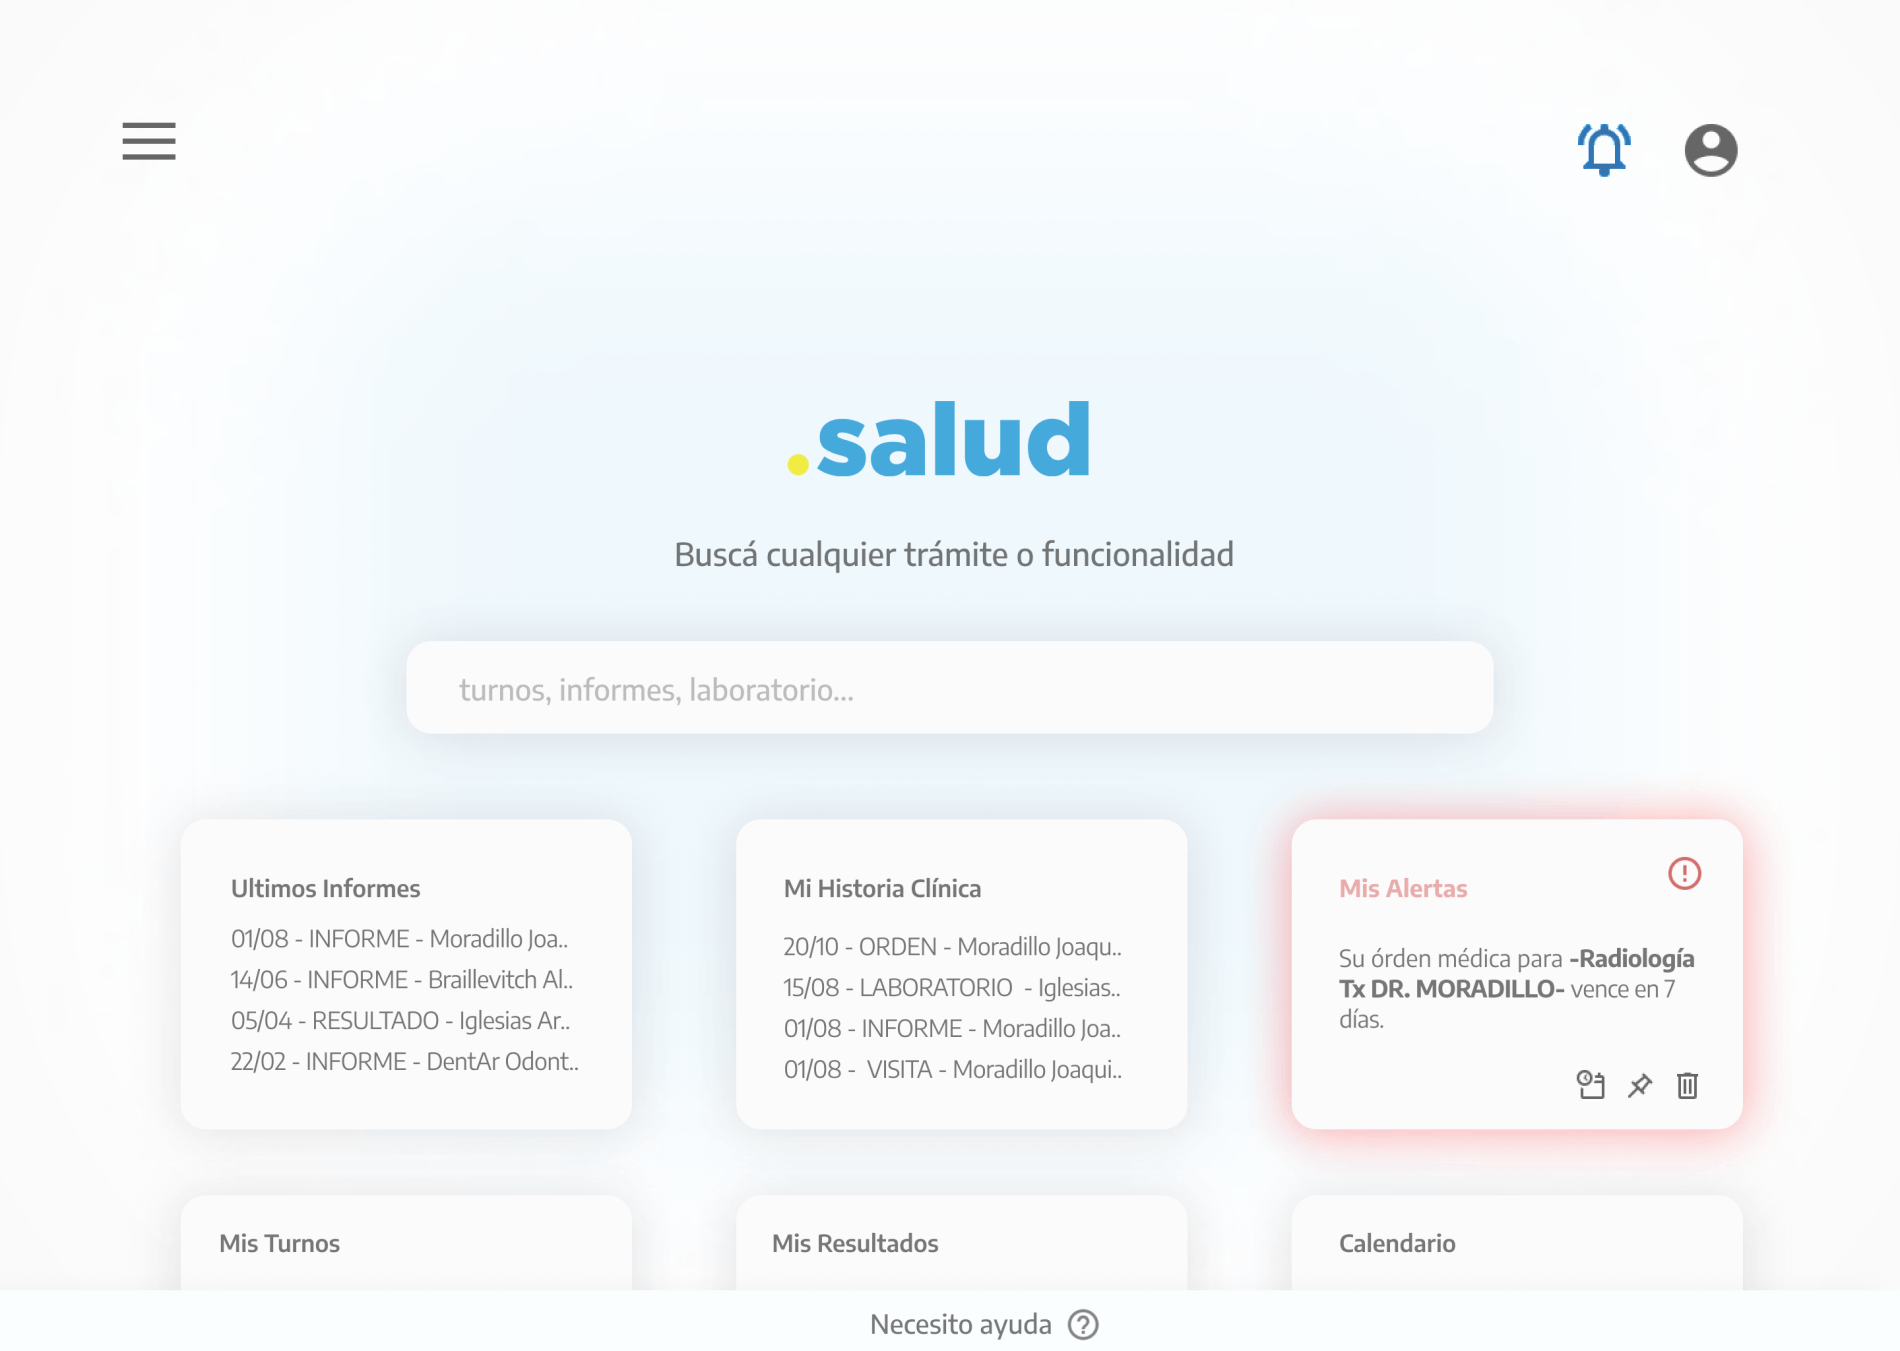 .salud
Buscá cualquier trámite o funcionalidad
turnos, informes, laboratorio...
Ultimos Informes
01/08 - INFORME - Moradillo Joa..
14/06 - INFORME - Braillevitch Al..
05/04 - RESULTADO - Iglesias Ar..
22/02 - INFORME - DentAr Odont..
Mi Historia Clínica
20/10 - ORDEN - Moradillo Joaqu..
15/08 - LABORATORIO  - Iglesias..
01/08 - INFORME - Moradillo Joa..
01/08 -  VISITA - Moradillo Joaqui..
Mis Alertas
Su órden médica para -Radiología
Tx DR. MORADILLO- vence en 7
días.
Mis Turnos
Mis Resultados
Calendario
Necesito ayuda